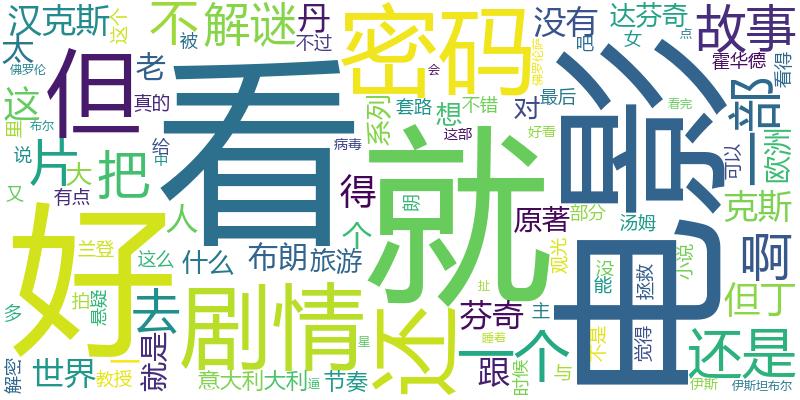 汉克斯
这个
不
解谜
丹
密码
没有
达芬奇
故事
太
被
不过
吧
女
点
霍华德
佛罗伦
老
但
看
电影
一部
看得
这
真的
会
佛罗伦萨
里
布尔
系列
套路
想
不错
对
最后
说
给
中
病毒
这部
好看
看完
可以
欧洲
片
把
大
就
得
有点
人
个
朗
原著
部分
汤姆
克斯
又
好
兰登
这么
什么
布朗
旅游
观光
没
能
拯救
小说
啊
多
拍
悬疑
去
剧情
还
扯
芬奇
主
不是
觉得
但丁
就是
一个
睡着
时候
与
还是
解密
世界
一
教授
意大利
大利
逼
星
节奏
跟
伊斯
伊斯坦布尔